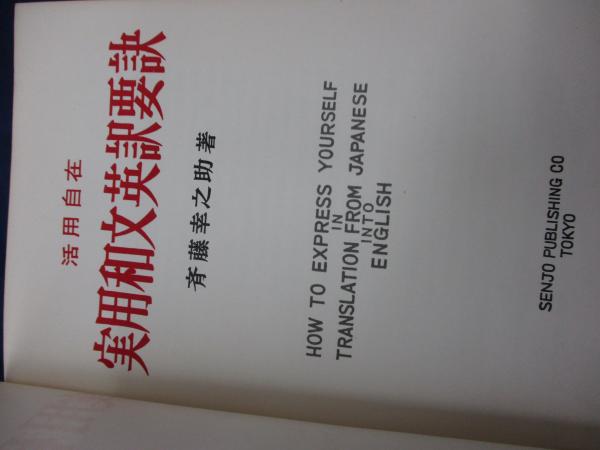 活用自在
実用和文英訳要訣
斉藤幸之助著
HOW TO EXPRESS YOURSELF
IN
TRANSLATION FROM JAPANESE
INTO
ENGLISH
SENJO PUBLISHING CO
TOKYO